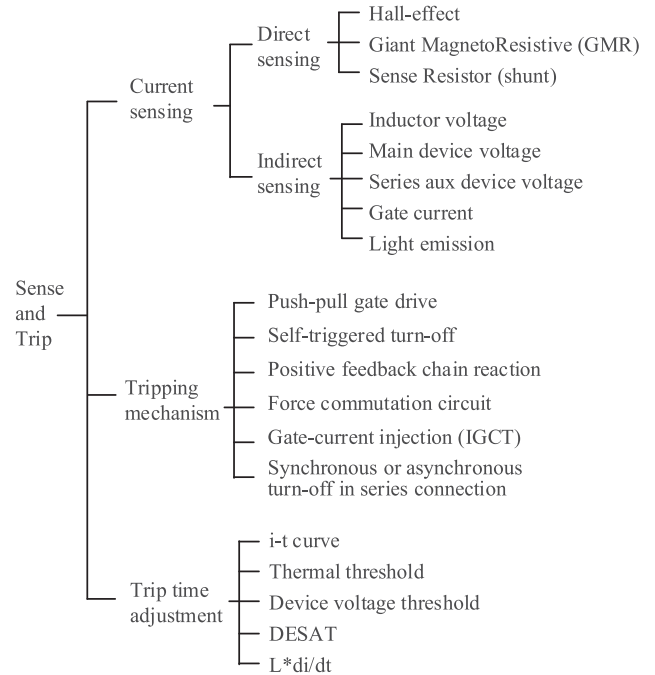 Sense
and
Trip
Current
sensing
Direct
sensing
Hall-effect
Giant MagnetoResistive (GMR)
Sense Resistor (shunt)
Indirect
sensing
Inductor voltage
Main device voltage
Series aux device voltage
Gate current
Light emission
Tripping
mechanism
Push-pull gate drive
Self-triggered turn-off
Positive feedback chain reaction
Force commutation circuit
Gate-current injection (IGCT)
Synchronous or asynchronous
turn-off in series connection
Trip time
adjustment
i-t curve
Thermal threshold
Device voltage threshold
DESAT
L*di/dt